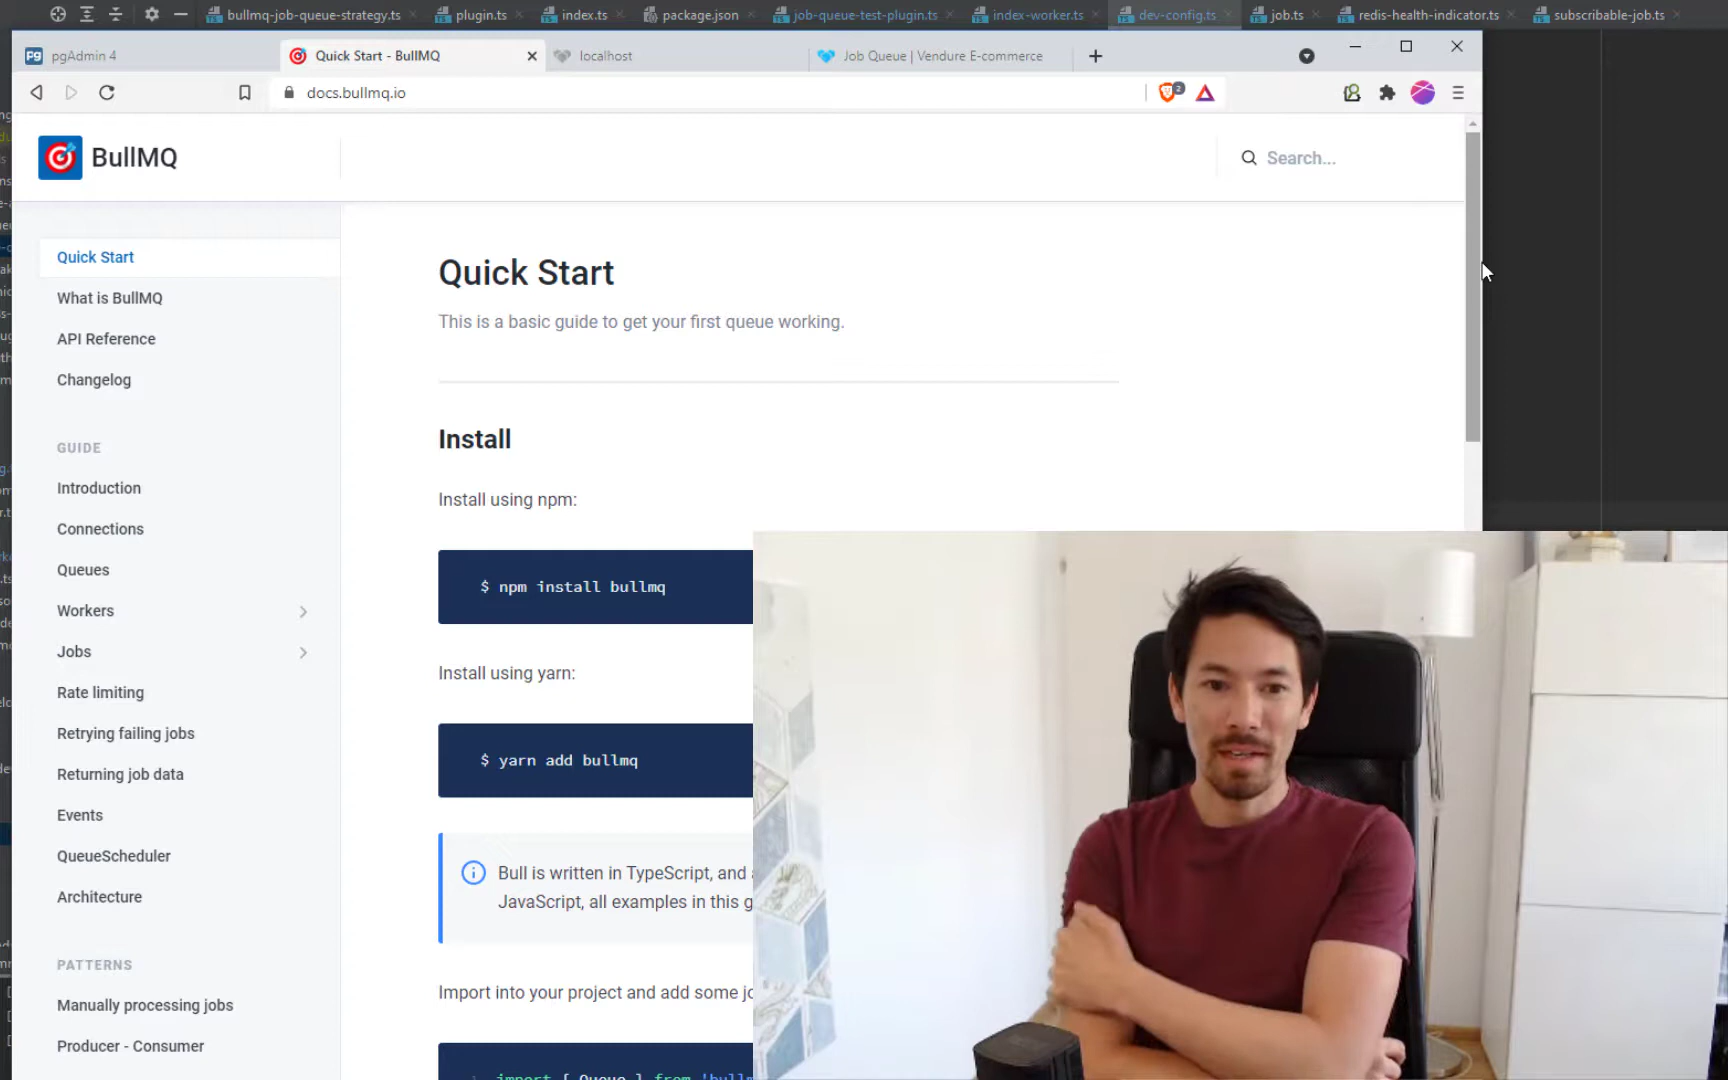 bullmq-job-queue-strategy.ts
plugin.ts
index.ts
package.json
job-queue-test-plugin.ts
index-worker.ts
dev-config.ts
job.ts
redis-health-indicator.ts
subscribable-job.ts
pgAdmin 4
Quick Start - BullMQ
localhost
Job Queue | Vendure E-commerce
docs.bullmq.io
2
BullMQ
Search...
Quick Start
What is BullMQ
API Reference
Changelog
GUIDE
Introduction
Connections
Queues
Workers
Jobs
Rate limiting
Retrying failing jobs
Returning job data
Events
QueueScheduler
Architecture
PATTERNS
Manually processing jobs
Producer - Consumer
Quick Start
This is a basic guide to get your first queue working.
Install
Install using npm:
$ npm install bullmq
Install using yarn:
$ yarn add bullmq
Bull is written in TypeScript, and
JavaScript, all examples in this g
Import into your project and add some jo
import { Queue } from 'bullm